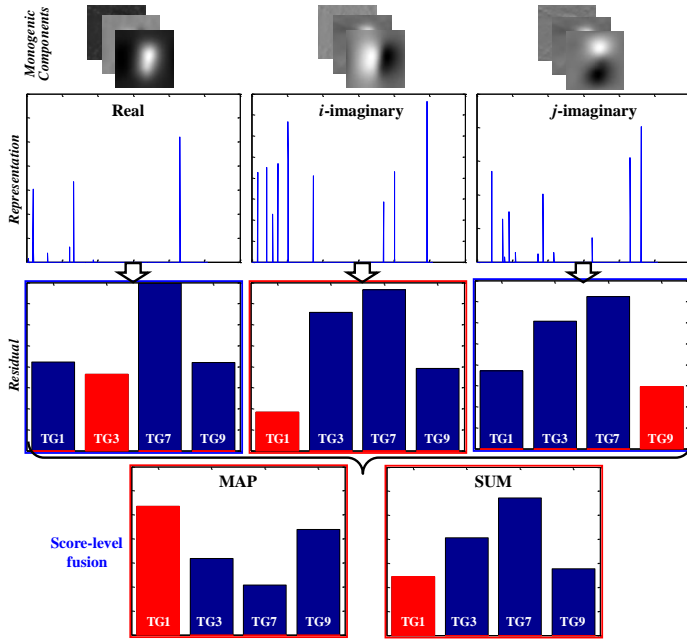 Monogenic
Components
Real
i-imaginary
j-imaginary
Representation
Residual
TG1 TG3 TG7 TG9
TG1 TG3 TG7 TG9
TG1 TG3 TG7 TG9
MAP
SUM
Score-level
fusion
TG1 TG3 TG7 TG9
TG1 TG3 TG7 TG9